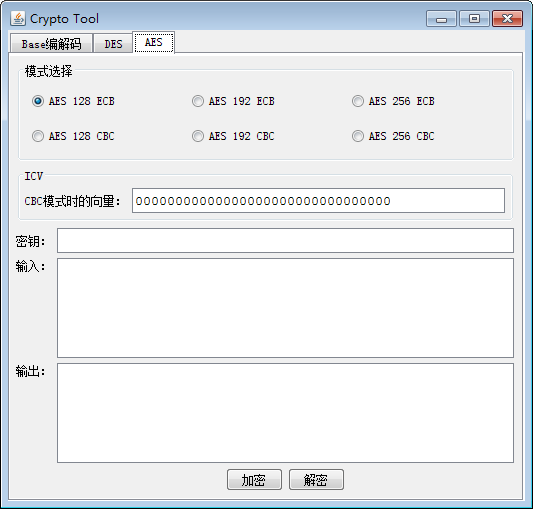 Crypto Tool
Base编解码 DES AES
模式选择
AES 128 ECB AES 192 ECB AES 256 ECB
AES 128 CBC AES 192 CBC AES 256 CBC
ICV
CBC模式时的向量： 00000000000000000000000000000000
密钥：
输入：
输出：
加密 解密